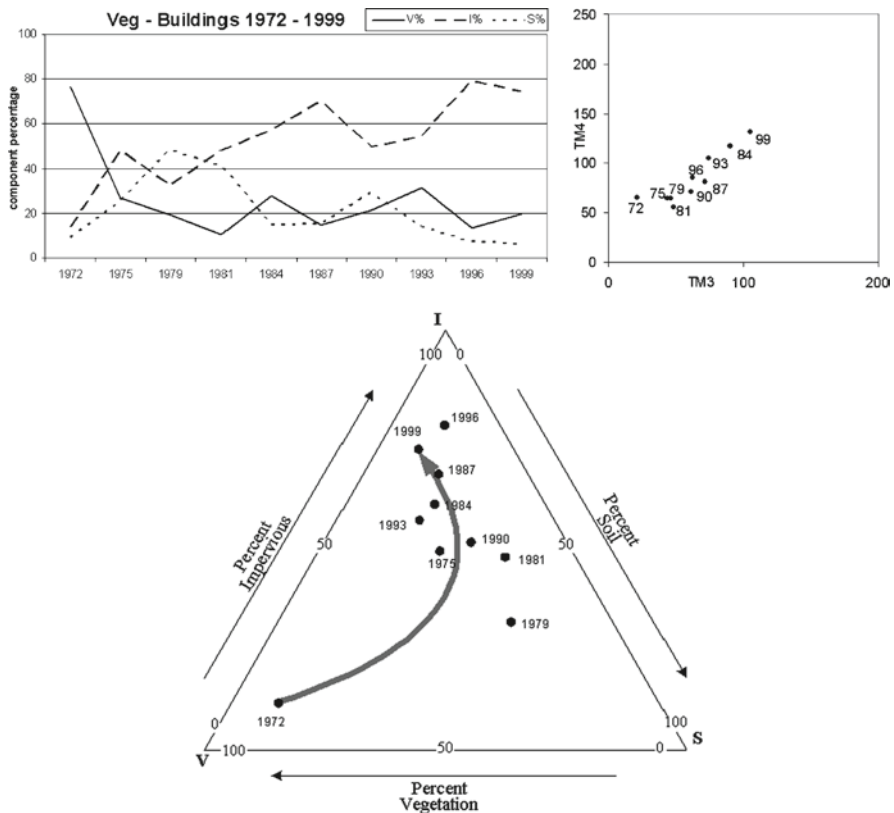 Veg - Buildings 1972 - 1999
V% I% S%
component percentage
100
80
60
40
20
0
1972 1975 1979 1981 1984 1987 1990 1993 1996 1999
TM4
250
200
150
100
50
0
99
84
93
96
87
79
90
75
72
81
0 100 200
TM3
I
100 0
1996
1999
1987
1984
1993
1990
1975
1981
1979
1972
50
50
Percent
Impervious
Percent
Soil
0
100
V
S
100 50 0
Percent
Vegetation